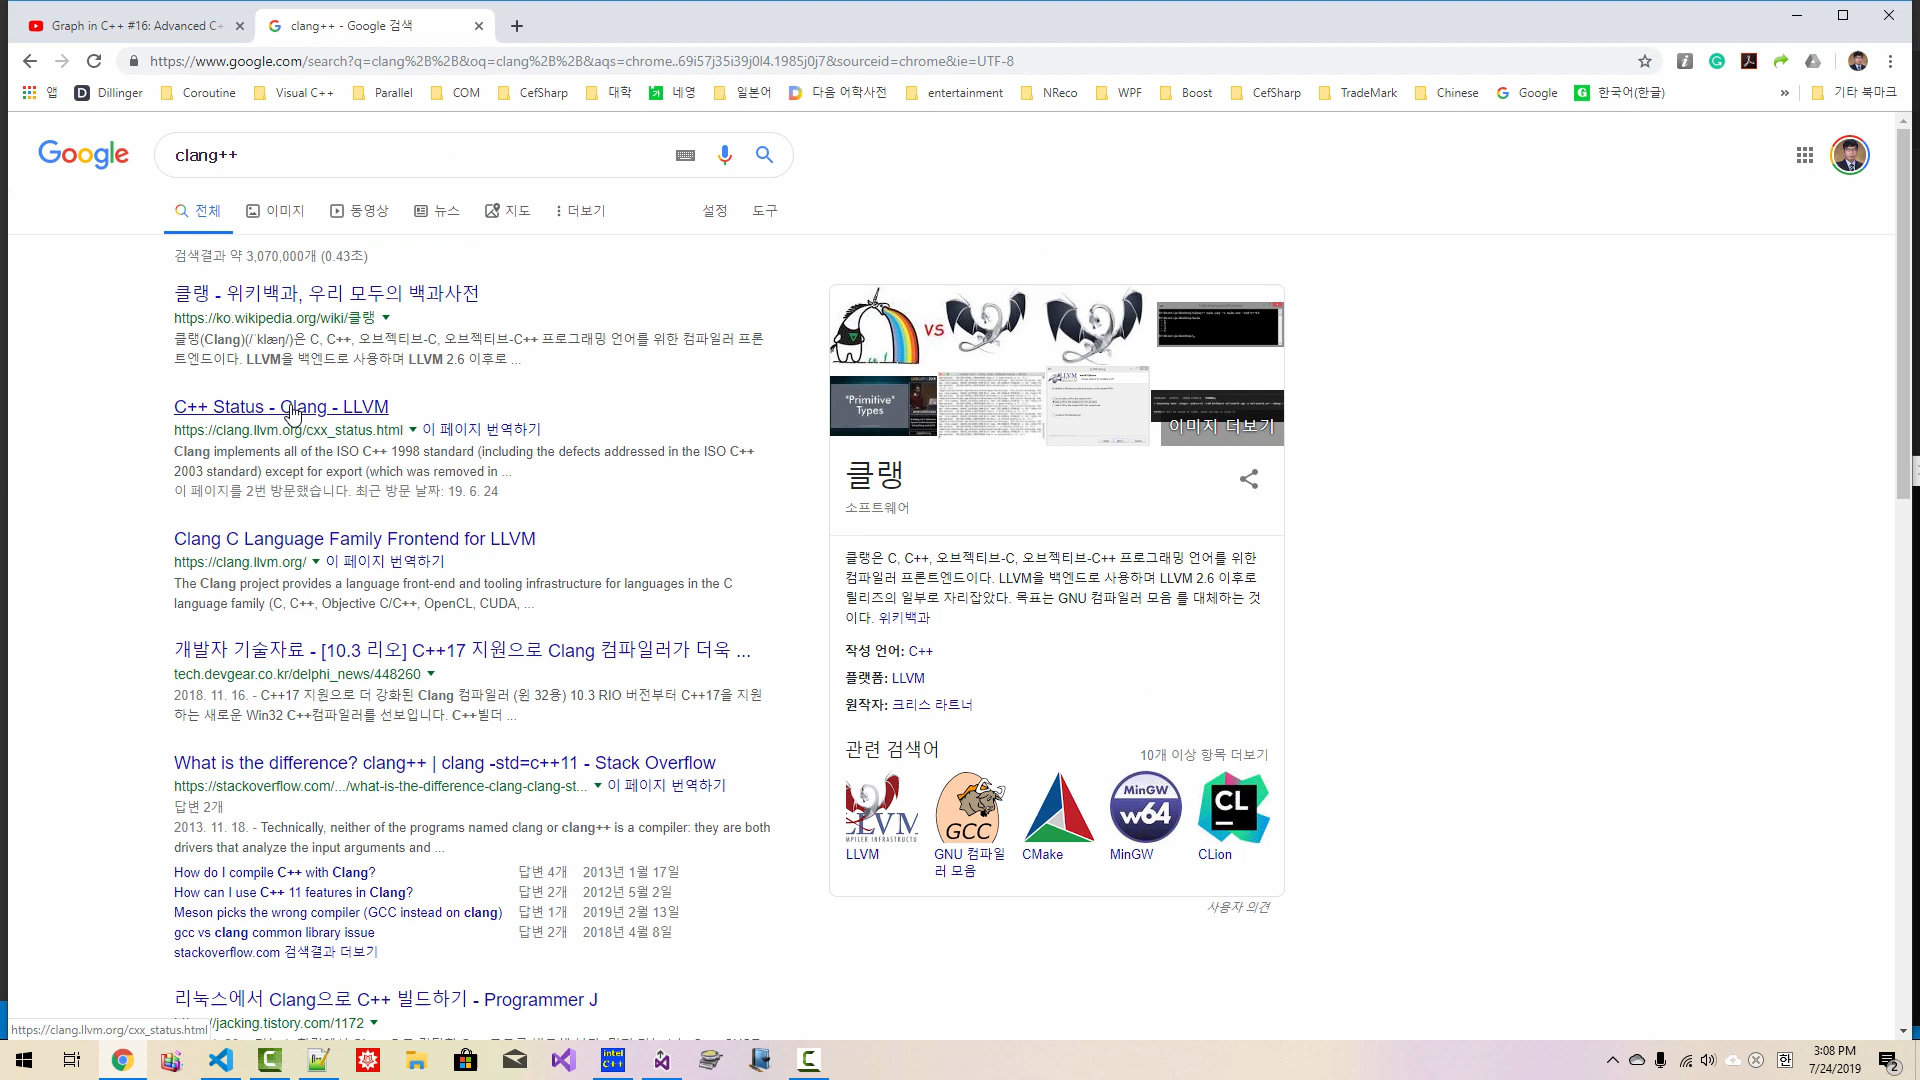 Graph in C++ #16: Advanced C+
clang++ - Google 검색
https://www.google.com/search?q=clang%2B%2B&oq=clang%2B%2B&aqs=chrome..69i57j35i39j0l4.1985j0j7&sourceid=chrome&ie=UTF-8
앱 Dillinger Coroutine Visual C++ Parallel COM CefSharp 대학 네영 일본어 다음 어학사전 entertainment NReco WPF Boost CefSharp TradeMark Chinese Google 한국어(한글) » 기타 북마크
Google
clang++
전체 이미지 동영상 뉴스 지도 더보기 설정 도구
검색결과 약 3,070,000개 (0.43초)
클랭 - 위키백과, 우리 모두의 백과사전
https://ko.wikipedia.org/wiki/클랭
클랭(Clang)(/ˈklæŋ/)은 C, C++, 오브젝티브-C, 오브젝티브-C++ 프로그래밍 언어를 위한 컴파일러 프론
트엔드이다. LLVM을 백엔드로 사용하며 LLVM 2.6 이후로 ...
C++ Status - Clang - LLVM
https://clang.llvm.org/cxx_status.html 이 페이지 번역하기
Clang implements all of the ISO C++ 1998 standard (including the defects addressed in the ISO C++
2003 standard) except for export (which was removed in ...
이 페이지를 2번 방문했습니다. 최근 방문 날짜: 19. 6. 24
Clang C Language Family Frontend for LLVM
https://clang.llvm.org/ 이 페이지 번역하기
The Clang project provides a language front-end and tooling infrastructure for languages in the C
language family (C, C++, Objective C/C++, OpenCL, CUDA, ...
개발자 기술자료 - [10.3 리오] C++17 지원으로 Clang 컴파일러가 더욱 ...
tech.devgear.co.kr/delphi_news/448260
2018. 11. 16. - C++17 지원으로 더 강화된 Clang 컴파일러 (윈 32용) 10.3 RIO 버전부터 C++17을 지원
하는 새로운 Win32 C++컴파일러를 선보입니다. C++빌더 ...
What is the difference? clang++ | clang -std=c++11 - Stack Overflow
https://stackoverflow.com/.../what-is-the-difference-clang-clang-st... 이 페이지 번역하기
답변 2개
2013. 11. 18. - Technically, neither of the programs named clang or clang++ is a compiler: they are both
drivers that analyze the input arguments and ...
How do I compile C++ with Clang? 답변 4개 2013년 1월 17일
How can I use C++ 11 features in Clang? 답변 2개 2012년 5월 2일
Meson picks the wrong compiler (GCC instead on clang) 답변 1개 2019년 2월 13일
gcc vs clang common library issue 답변 2개 2018년 4월 8일
stackoverflow.com 검색결과 더보기
리눅스에서 Clang으로 C++ 빌드하기 - Programmer J
/jacking.tistory.com/1172
https://clang.llvm.org/cxx_status.html
VS
"Primitive"
Types
이미지 더보기
클랭
소프트웨어
클랭은 C, C++, 오브젝티브-C, 오브젝티브-C++ 프로그래밍 언어를 위한
컴파일러 프론트엔드이다. LLVM을 백엔드로 사용하며 LLVM 2.6 이후로
릴리즈의 일부로 자리잡았다. 목표는 GNU 컴파일러 모음 를 대체하는 것
이다. 위키백과
작성 언어: C++
플랫폼: LLVM
원작자: 크리스 라트너
관련 검색어
10개 이상 항목 더보기
GCC
MinGW
w64
CL
LLVM
GNU 컴파일
러 모음
CMake
MinGW
CLion
사용자 의견
intel
C++
한
3:08 PM
7/24/2019
2